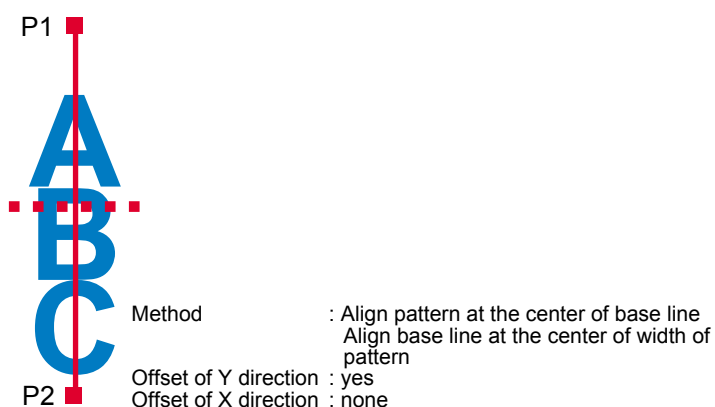 P1
A
B
C
Method : Align pattern at the center of base line
Align base line at the center of width of
pattern
Offset of Y direction : yes
P2
Offset of X direction : none